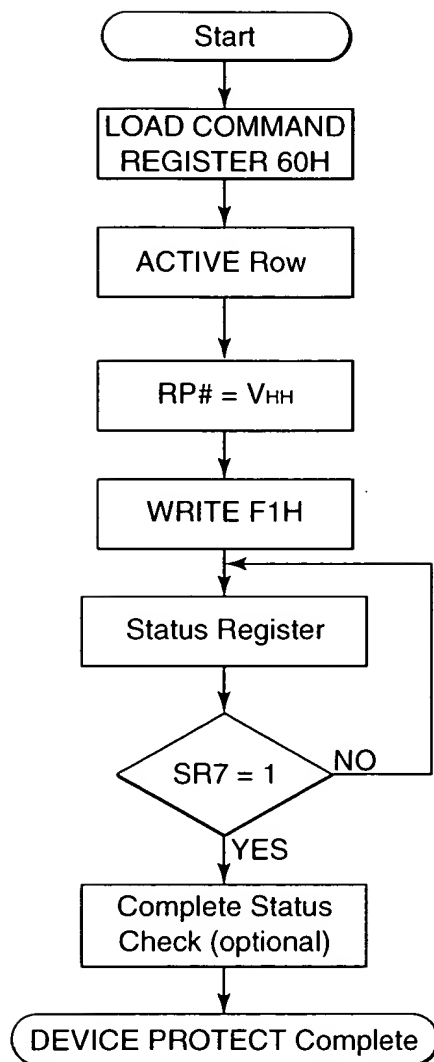 Start
LOAD COMMAND
REGISTER 60H
ACTIVE Row
RP# = VHH
WRITE F1H
Status Register
SR7 = 1
NO
YES
Complete Status
Check (optional)
DEVICE PROTECT Complete